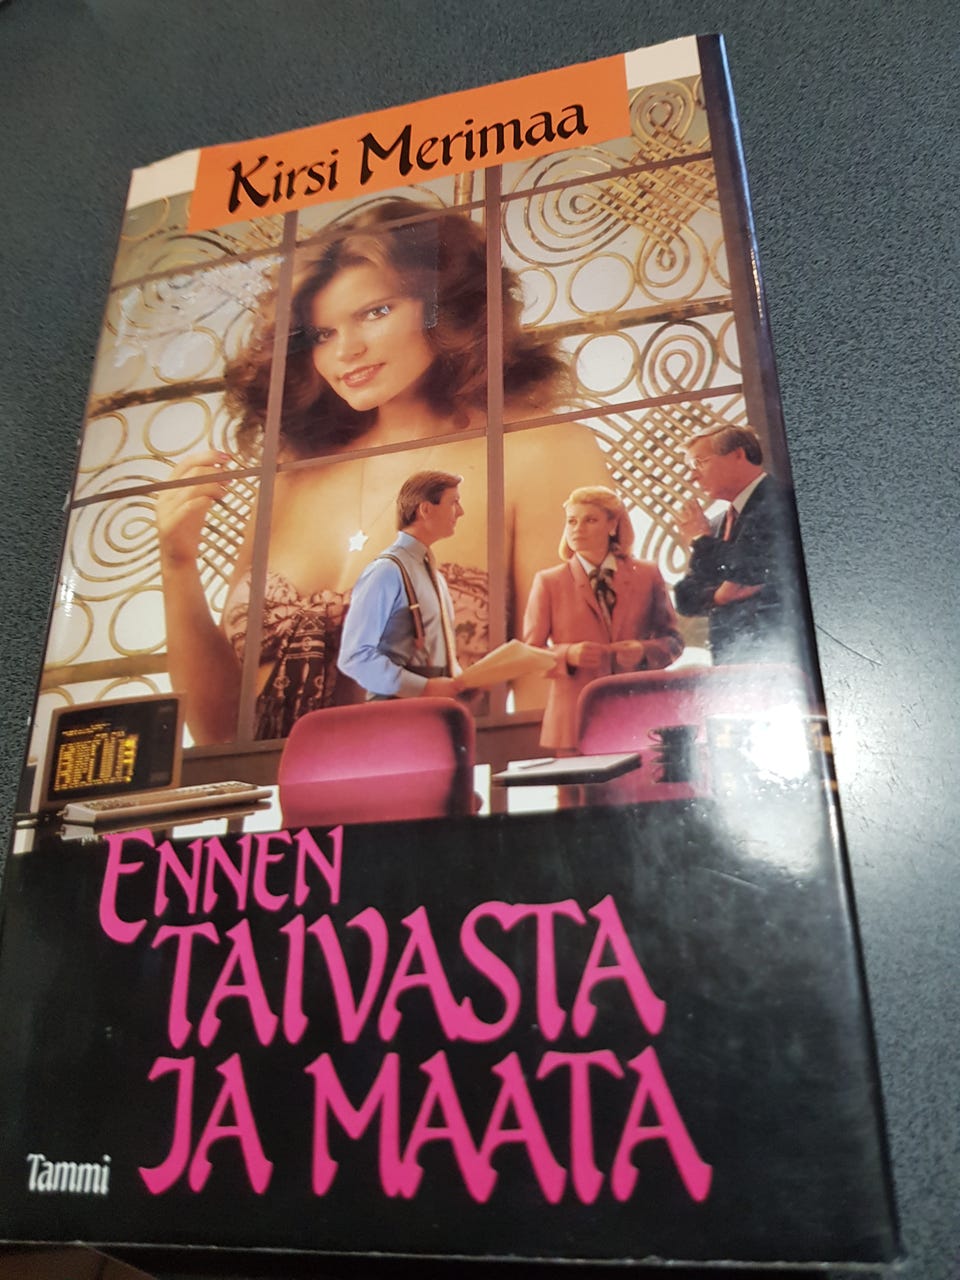 Kirsi Merimaa
ENNEN
TAIVASTA
JA MAATA
Tammi